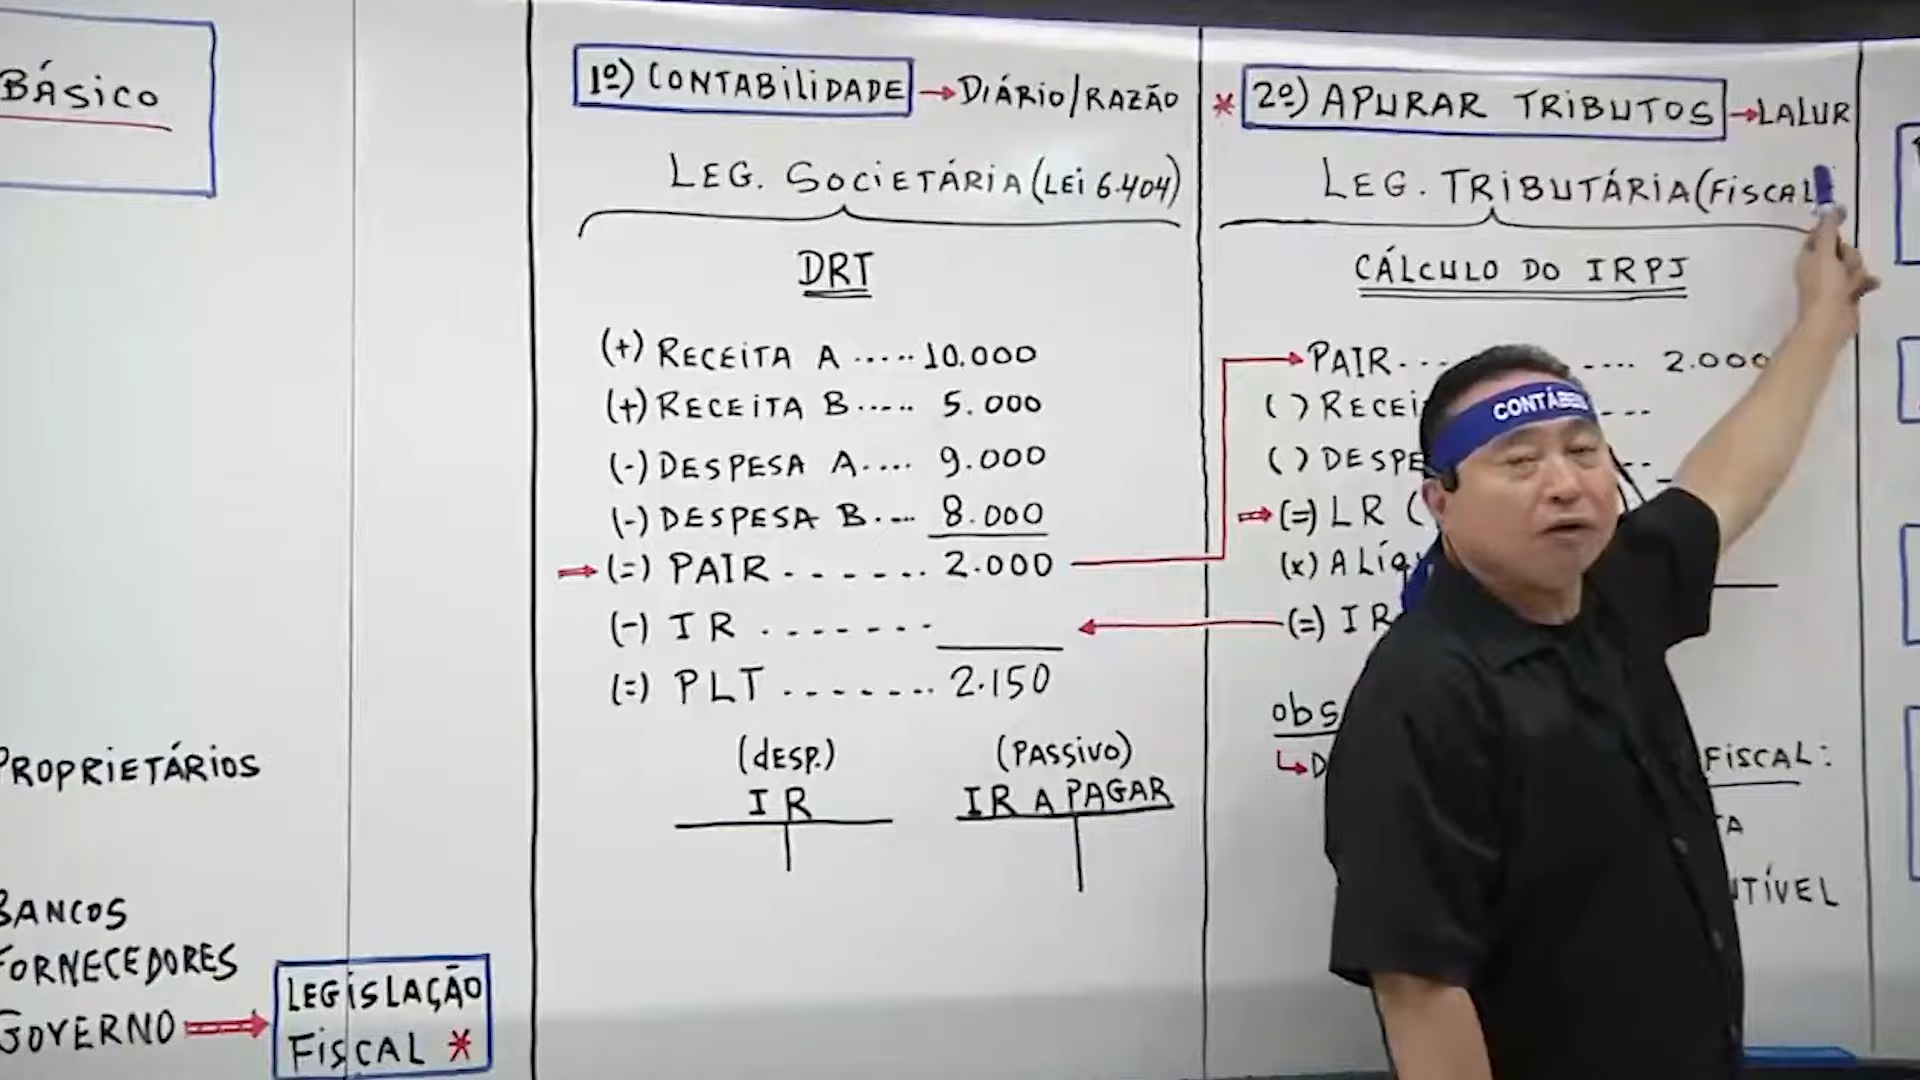 BÁSICO
PROPRIETÁRIOS
BANCOS
FORNECEDORES
GOVERNO
LEGISLAÇÃO
FISCAL *
1º) CONTABILIDADE → DIÁRIO/RAZÃO
LEG. SOCIETÁRIA (LEI 6.404)
DRT
(+) RECEITA A ..... 10.000
(+) RECEITA B ..... 5.000
(-) DESPESA A .... 9.000
(-) DESPESA B .... 8.000
(=) PAIR ....... 2.000
(-) IR .......
(=) PLT ....... 2.150
(DESP.)
IR
(PASSIVO)
IR A PAGAR
* 2º) APURAR TRIBUTOS → LALUR
LEG. TRIBUTÁRIA (FISCAL
CÁLCULO DO IRPJ
PAIR ....... 2.000
( ) RECEI
( ) DESPE
(=) LR (
(x) ALÍQ
(=) IR
obs
FISCAL:
CONTÁBEIS